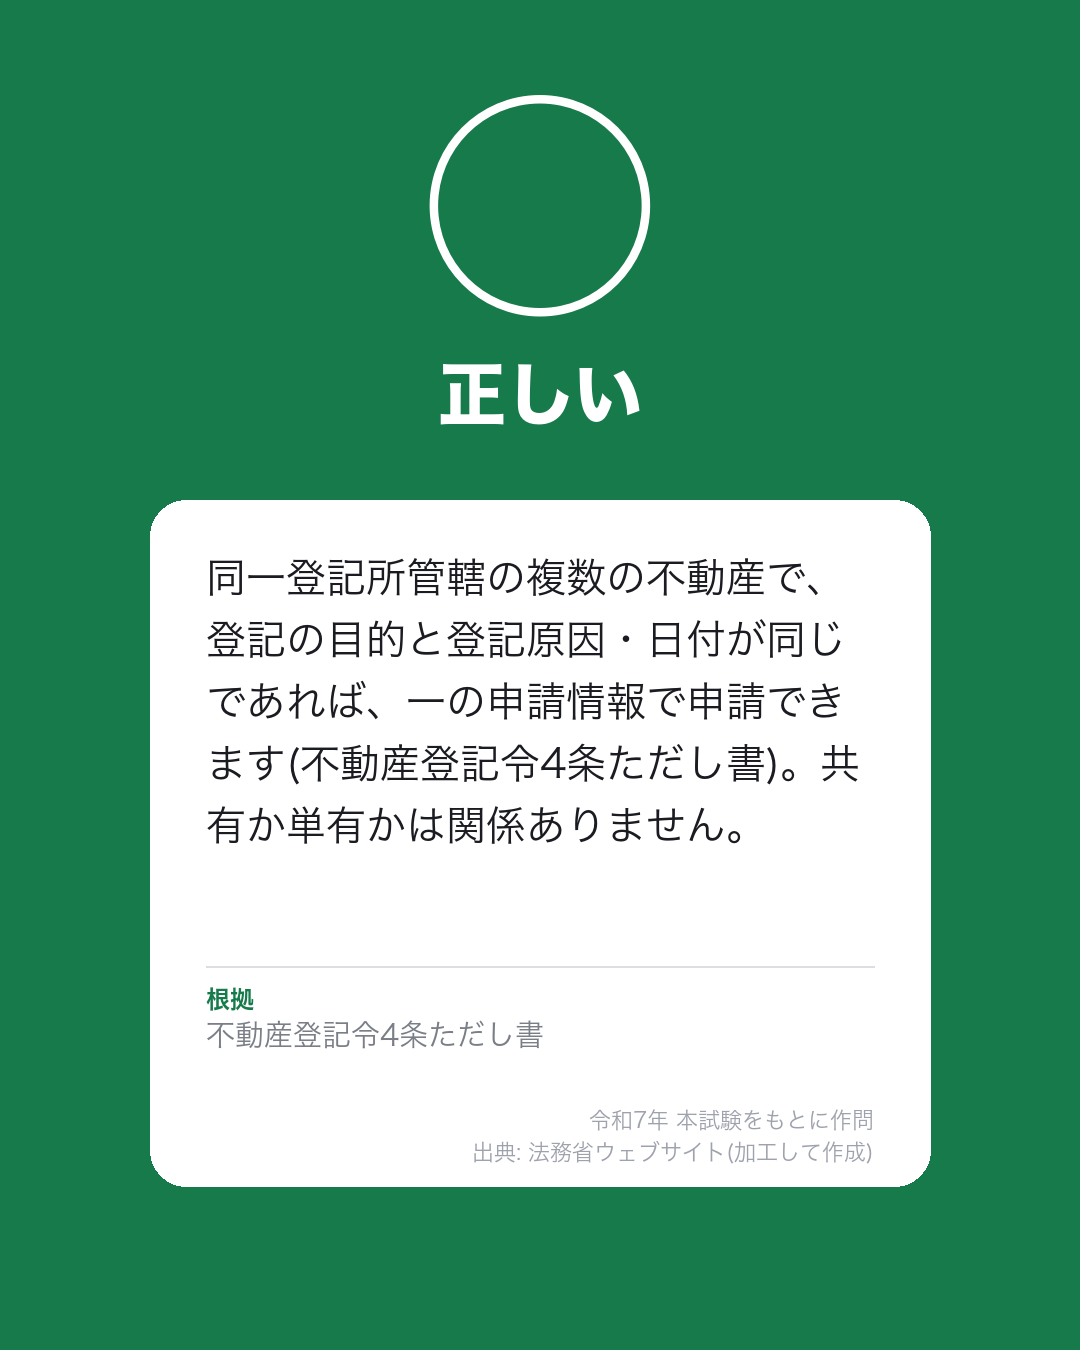 正しい
同一登記所管轄の複数の不動産で、
登記の目的と登記原因・日付が同じ
であれば、一の申請情報で申請でき
ます(不動産登記令4条ただし書)。共
有か単有かは関係ありません。
根拠
不動産登記令4条ただし書
令和7年 本試験をもとに作問
出典: 法務省ウェブサイト(加工して作成)